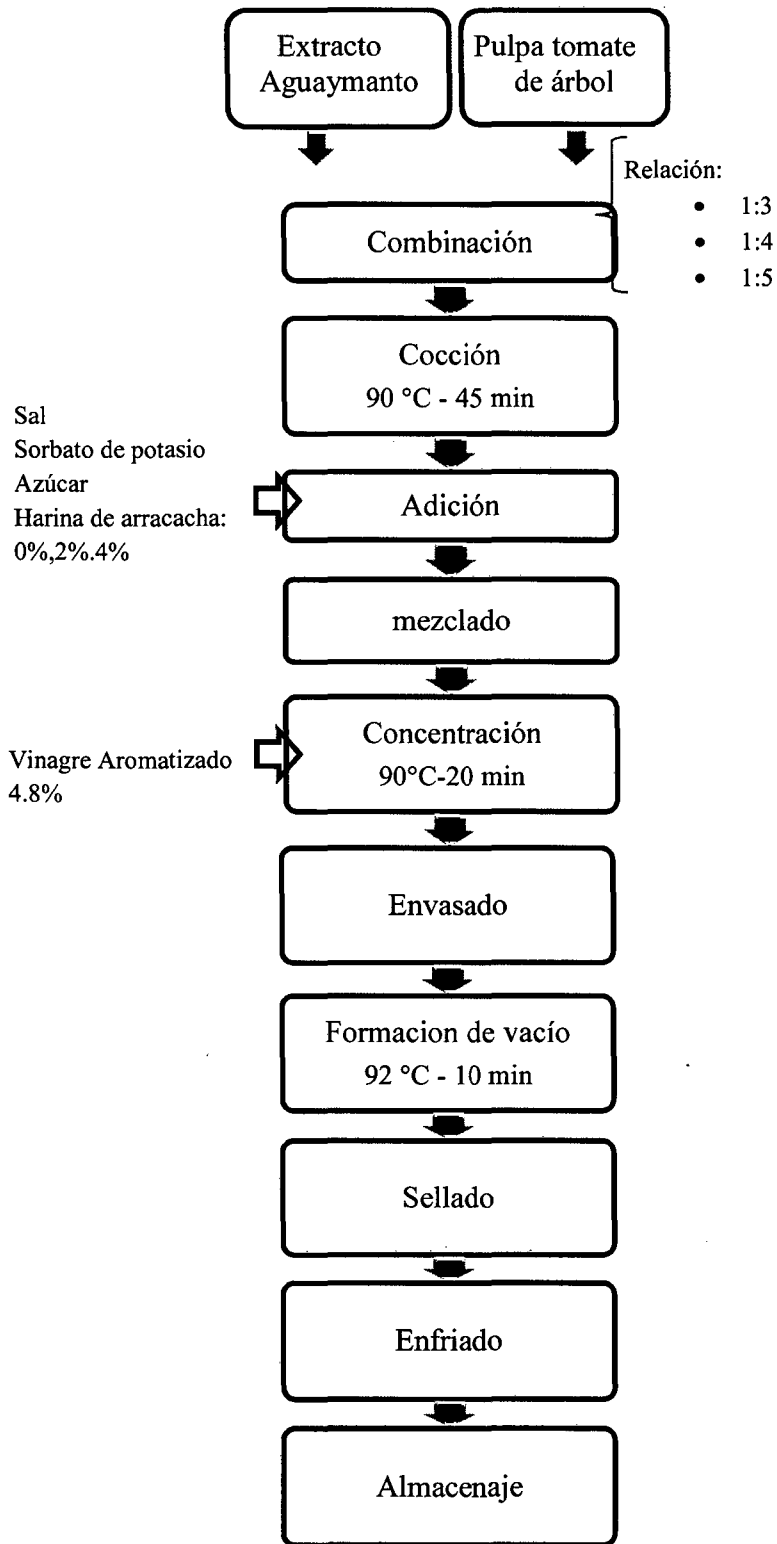 Extracto
Aguaymanto
Pulpa tomate
de árbol
Relación:
• 1:3
• 1:4
• 1:5
Combinación
Cocción
90 °C - 45 min
Sal
Sorbato de potasio
Azúcar
Harina de arracacha:
0%,2%.4%
Adición
mezclado
Vinagre Aromatizado
4.8%
Concentración
90°C-20 min
Envasado
Formacion de vacío
92 °C - 10 min
Sellado
Enfriado
Almacenaje